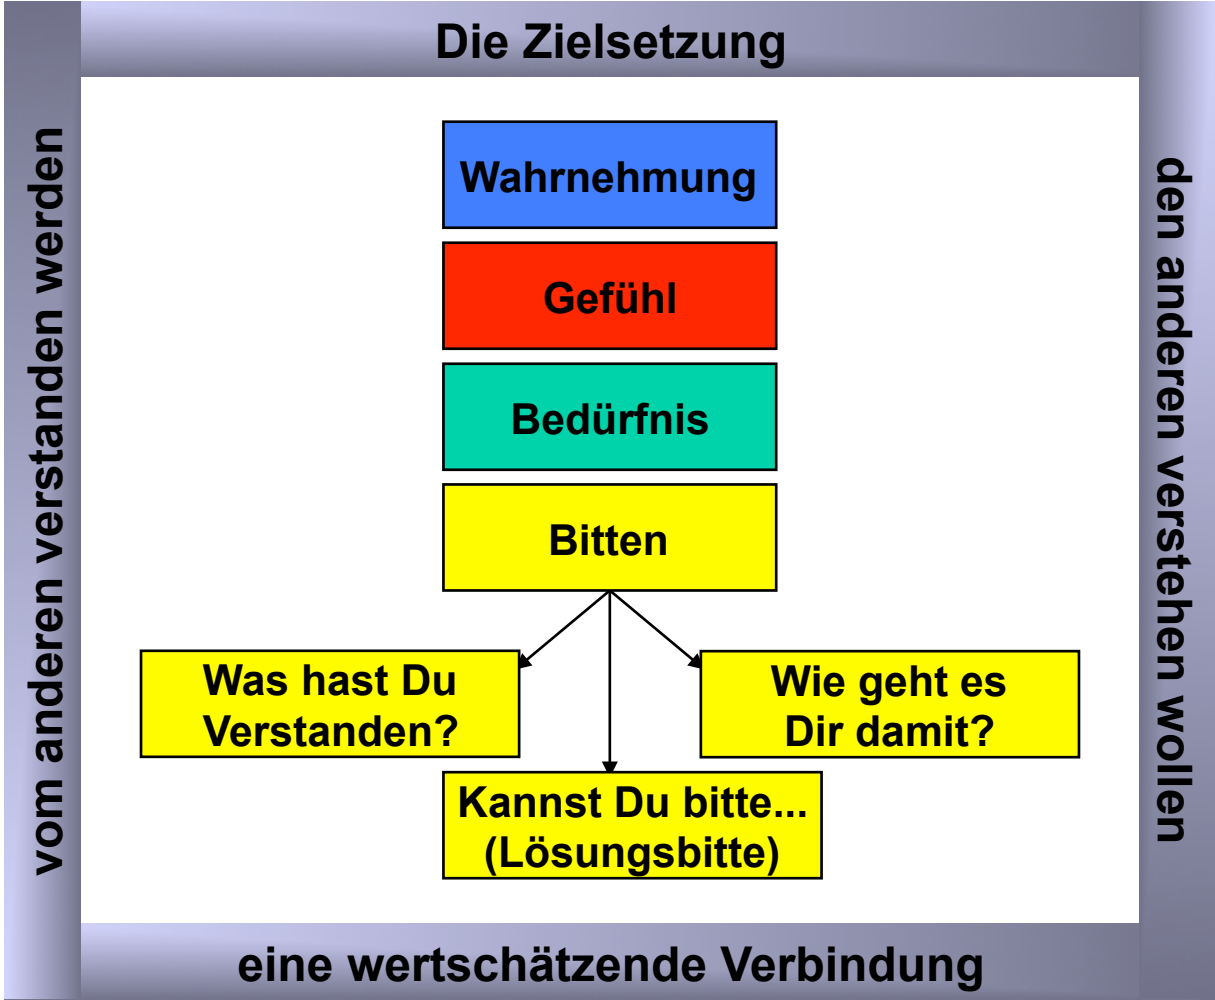 Die Zielsetzung
vom anderen verstanden werden
Wahrnehmung
Gefühl
Bedürfnis
Bitten
Was hast Du
Verstanden?
Wie geht es
Dir damit?
Kannst Du bitte...
(Lösungsbitte)
den anderen verstehen wollen
eine wertschätzende Verbindung